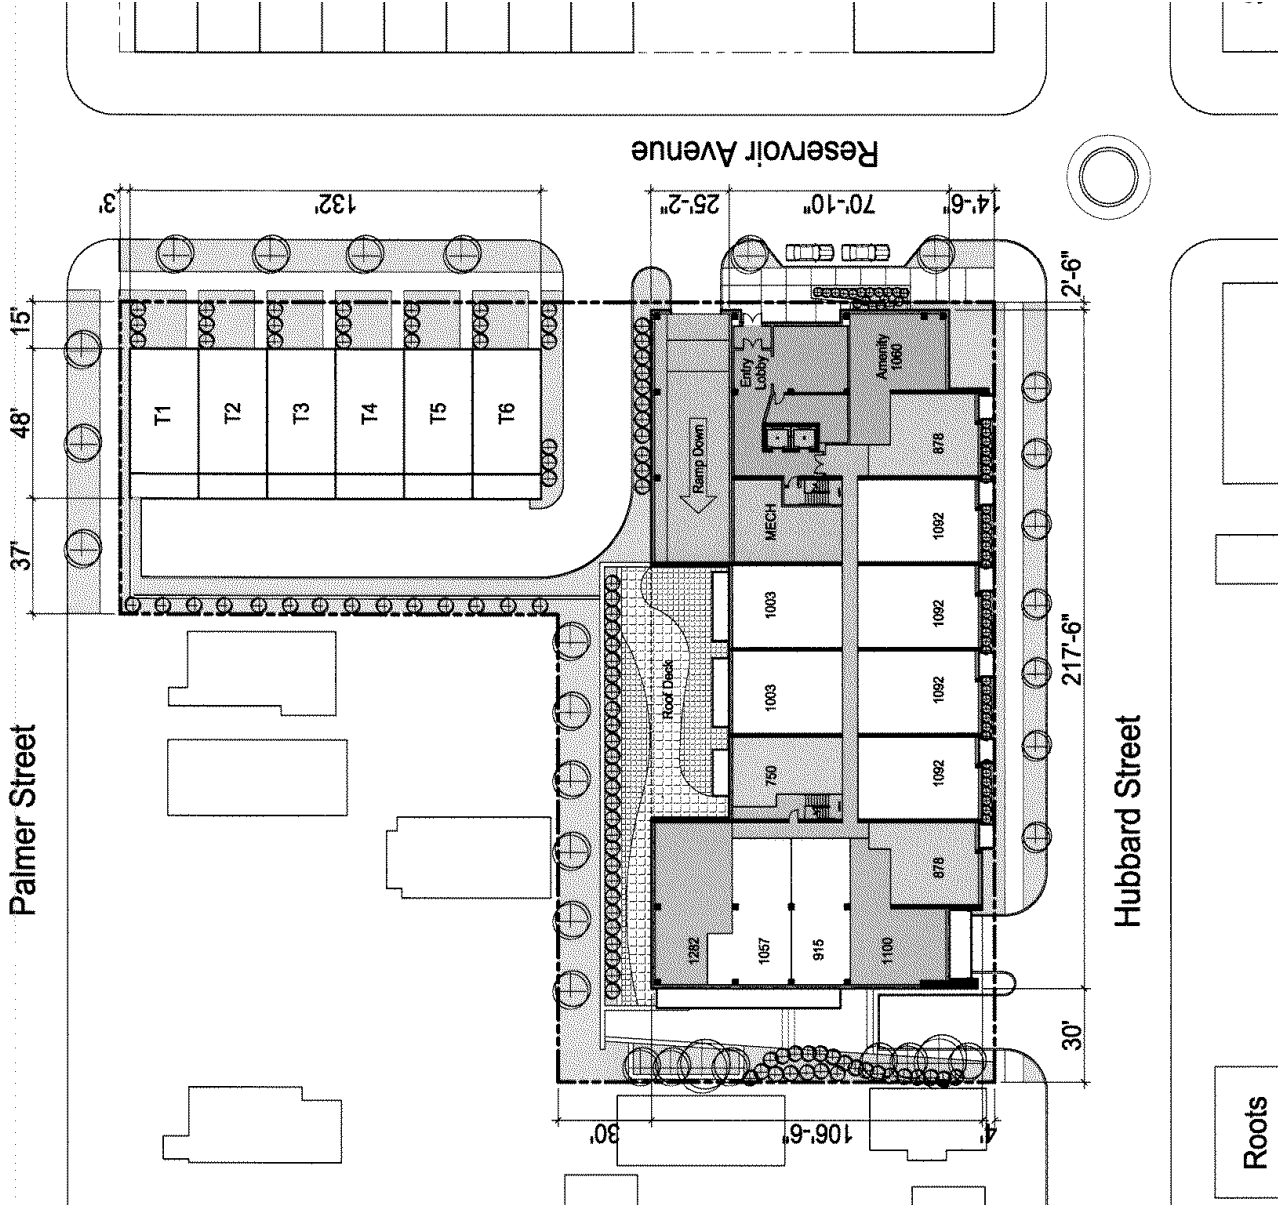 Reservoir Avenue
3'
132'
25'-2"
70'-10"
14'-6"
2'-6"
15'
48'
37'
T1
T2
T3
T4
T5
T6
Entry
Lobby
Amenity
1060
Ramp Down
878
MECH
1092
1003
1092
Roof Deck
1003
1092
750
1092
217'-6"
Palmer Street
Hubbard Street
878
1282
1057
915
1100
30'
30'
106'-6"
4'
Roots